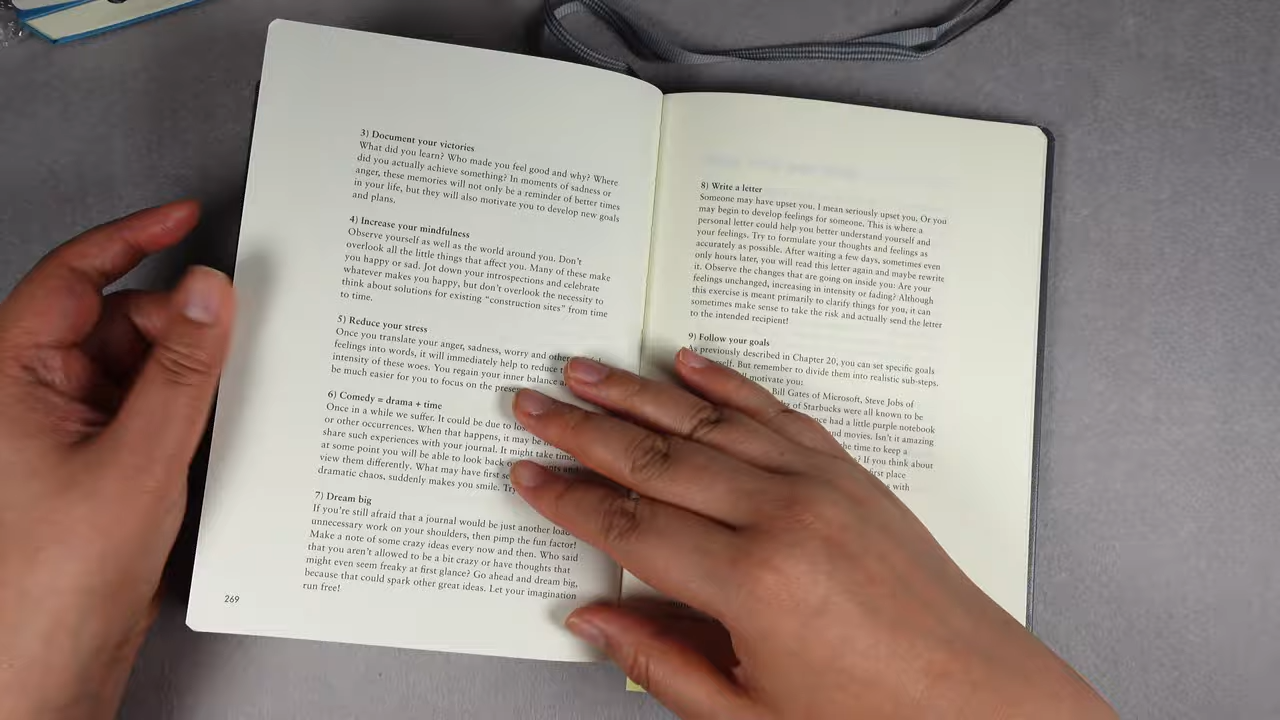 3) Document your victories
What did you learn? Who made you feel good and why? Where
did you actually achieve something? In moments of sadness or
anger, these memories will not only be a reminder of better times
in your life, but they will also motivate you to develop new goals
and plans.
4) Increase your mindfulness
Observe yourself as well as the world around you. Don't
overlook all the little things that affect you. Many of these make
you happy or sad. Jot down your introspections and celebrate
whatever makes you happy, but don't overlook the necessity to
think about solutions for existing “construction sites” from time
to time.
5) Reduce your stress
Once you translate your anger, sadness, worry and other
feelings into words, it will immediately help to reduce
intensity of these woes. You regain your inner balance
be much easier for you to focus on the
6) Comedy = drama + time
Once in a while we suffer. It could be due to
or other occurrences. When that happens, it may be
share such experiences with your journal. It might take time,
at some point you will be able to look back and
view them differently. What may have first
dramatic chaos, suddenly makes you smile. Try
7) Dream big
If you're still afraid that a journal would be just another
unnecessary work on your shoulders, then pimp the fun factor!
Make a note of some crazy ideas every now and then. Who said
that you aren't allowed to be a bit crazy or have thoughts that
might even seem freaky at first glance? Go ahead and dream big,
because that could spark other great ideas. Let your imagination
run free!
269
8) Write a letter
Someone may have upset you. I mean seriously upset you. Or you
may begin to develop feelings for someone. This is where a
personal letter could help you better understand yourself and
your feelings. Try to formulate your thoughts and feelings as
accurately as possible. After waiting a few days, sometimes even
only hours later, you will read this letter again and maybe rewrite
it. Observe the changes that are going on inside you: Are your
feelings unchanged, increasing in intensity or fading? Although
this exercise is meant primarily to clarify things for you, it can
sometimes make sense to take the risk and actually send the letter
to the intended recipient!
9) Follow your goals
As previously described in Chapter 20, you can set specific goals
But remember to divide them into realistic sub-steps.
motivate you:
Bill Gates of Microsoft, Steve Jobs of
of Starbucks were all known to be
had a little purple notebook
and movies. Isn't it amazing
the time to keep a
? If you think about
first place
with